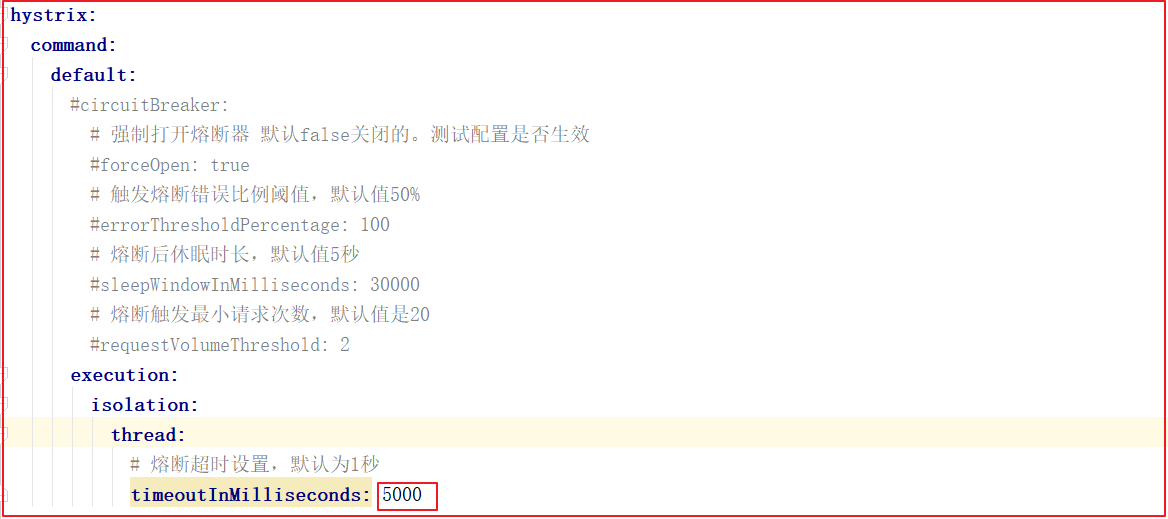 hystrix:
command:
default:
#circuitBreaker:
# 强制打开熔断器 默认false关闭的。测试配置是否生效
#forceOpen: true
# 触发熔断错误比例阈值，默认值50%
#errorThresholdPercentage: 100
# 熔断后休眠时长，默认值5秒
#sleepWindowInMilliseconds: 30000
# 熔断触发最小请求次数，默认值是20
#requestVolumeThreshold: 2
execution:
isolation:
thread:
# 熔断超时设置，默认为1秒
timeoutInMilliseconds: 5000